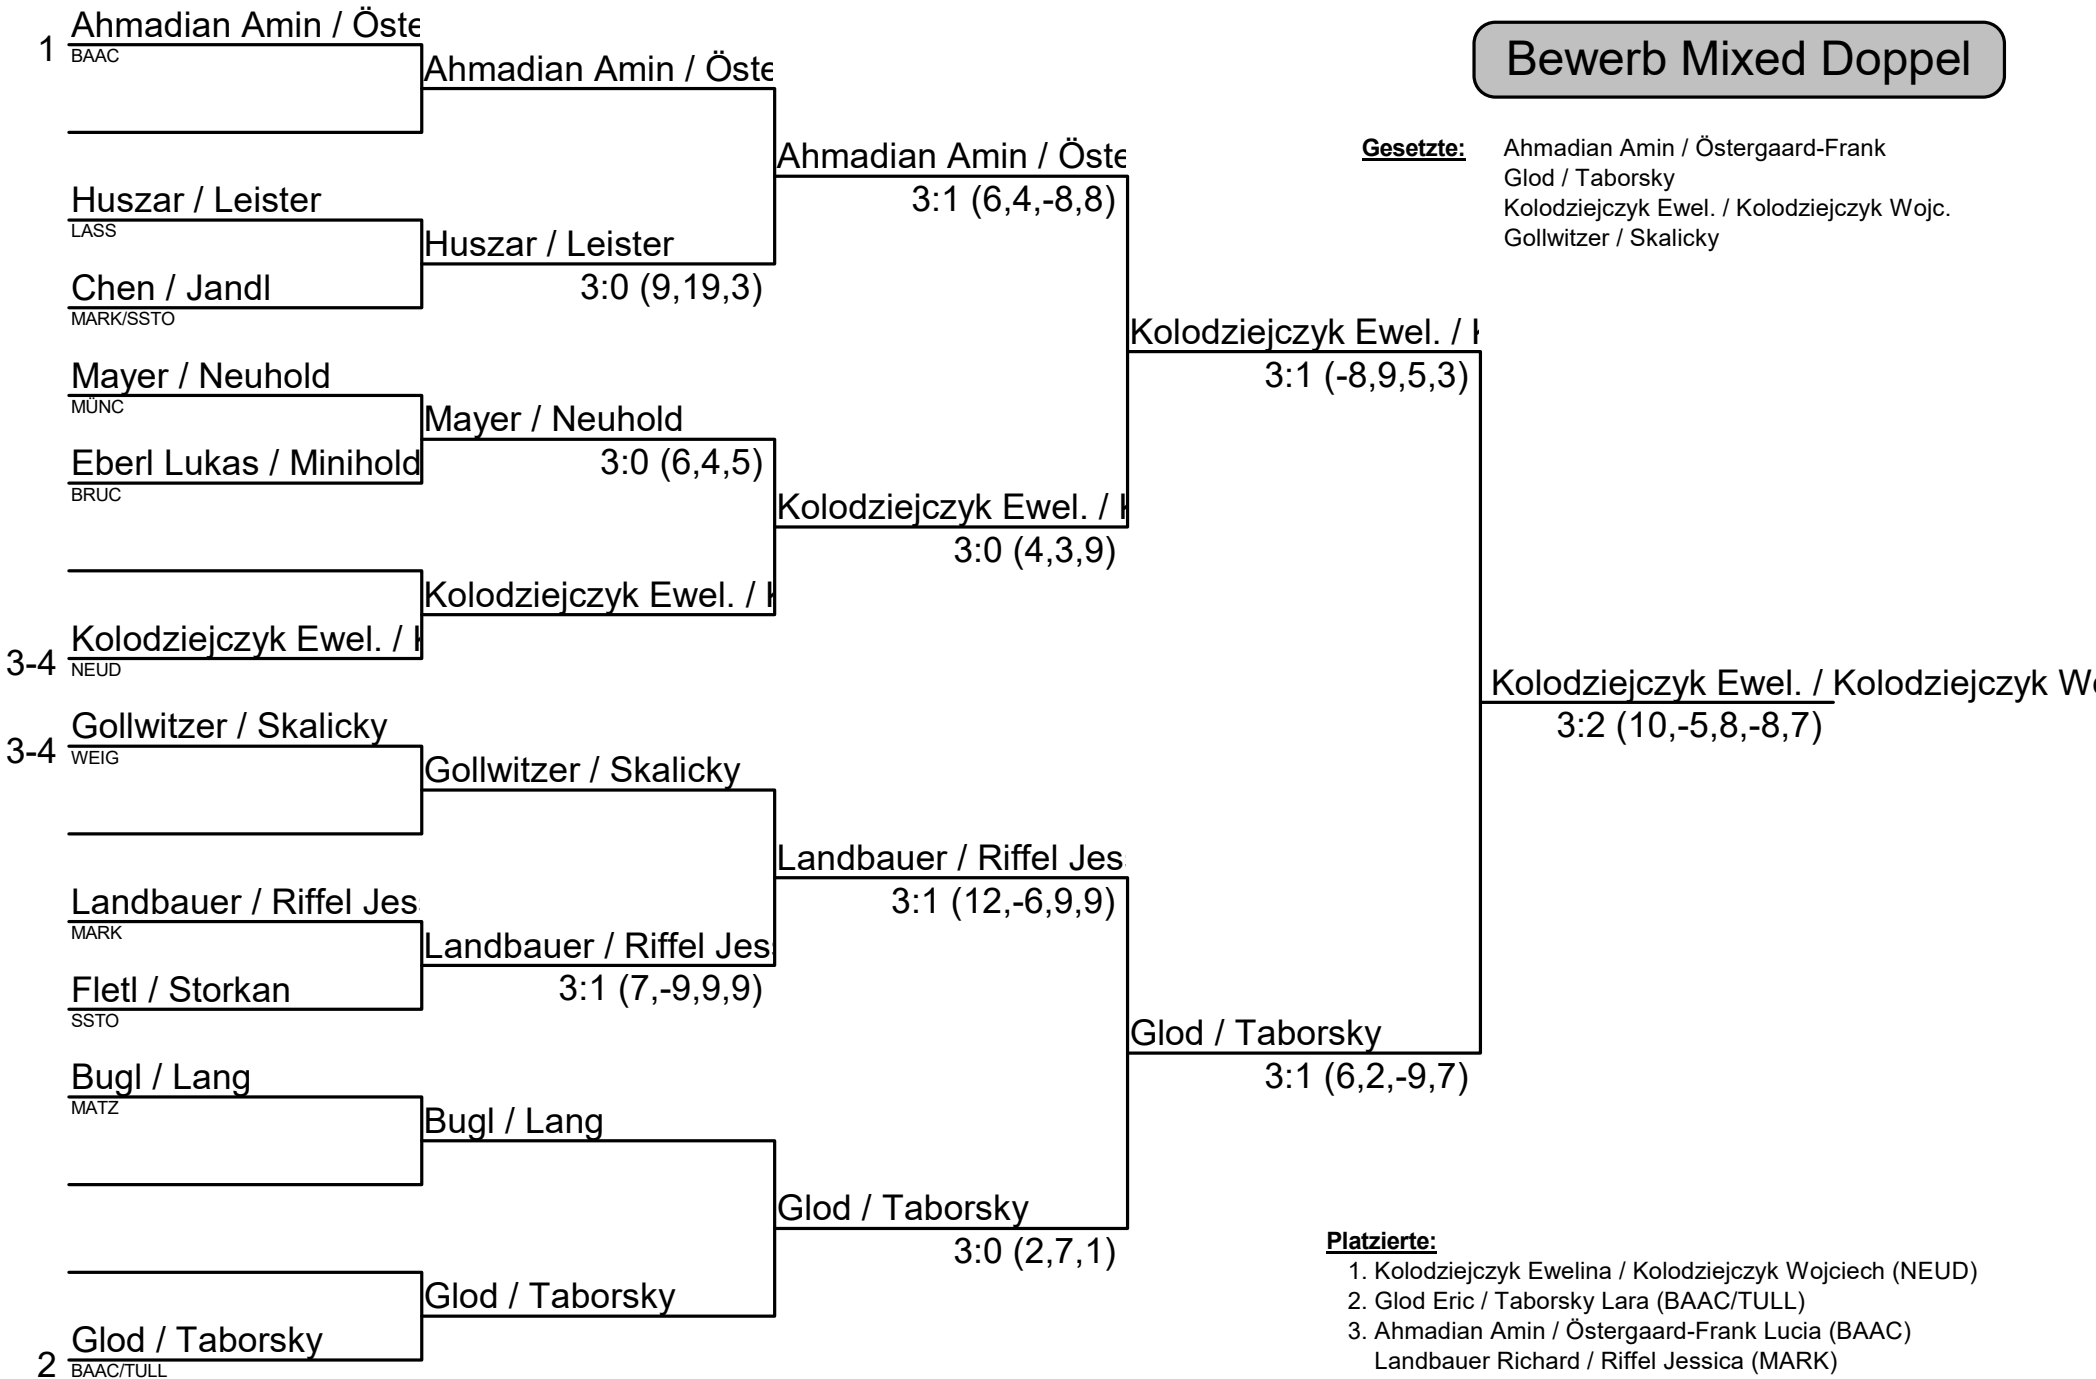 Bewerb Mixed Doppel
Gesetzte:
Ahmadian Amin / Östergaard-Frank
Glod / Taborsky
Kolodziejczyk Ewel. / Kolodziejczyk Wojc.
Gollwitzer / Skalicky
1
Ahmadian Amin / Öste
BAAC
Huszar / Leister
LASS
Chen / Jandl
MARK/SSTO
Mayer / Neuhold
MÜNC
Eberl Lukas / Minihold
BRUC
3-4
Kolodziejczyk Ewel. / K
NEUD
3-4
Gollwitzer / Skalicky
WEIG
Landbauer / Riffel Jes
MARK
Fletl / Storkan
SSTO
Bugl / Lang
MATZ
2
Glod / Taborsky
BAAC/TULL
Ahmadian Amin / Öste
Huszar / Leister
3:0 (9,19,3)
Mayer / Neuhold
3:0 (6,4,5)
Kolodziejczyk Ewel. / K
Gollwitzer / Skalicky
Landbauer / Riffel Jes
3:1 (7,-9,9,9)
Bugl / Lang
Glod / Taborsky
Ahmadian Amin / Öste
3:1 (6,4,-8,8)
Kolodziejczyk Ewel. / K
3:0 (4,3,9)
Landbauer / Riffel Jes
3:1 (12,-6,9,9)
Glod / Taborsky
3:0 (2,7,1)
Kolodziejczyk Ewel. / K
3:1 (-8,9,5,3)
Glod / Taborsky
3:1 (6,2,-9,7)
Kolodziejczyk Ewel. / Kolodziejczyk Wo
3:2 (10,-5,8,-8,7)
Platzierte:
1. Kolodziejczyk Ewelina / Kolodziejczyk Wojciech (NEUD)
2. Glod Eric / Taborsky Lara (BAAC/TULL)
3. Ahmadian Amin / Östergaard-Frank Lucia (BAAC)
Landbauer Richard / Riffel Jessica (MARK)